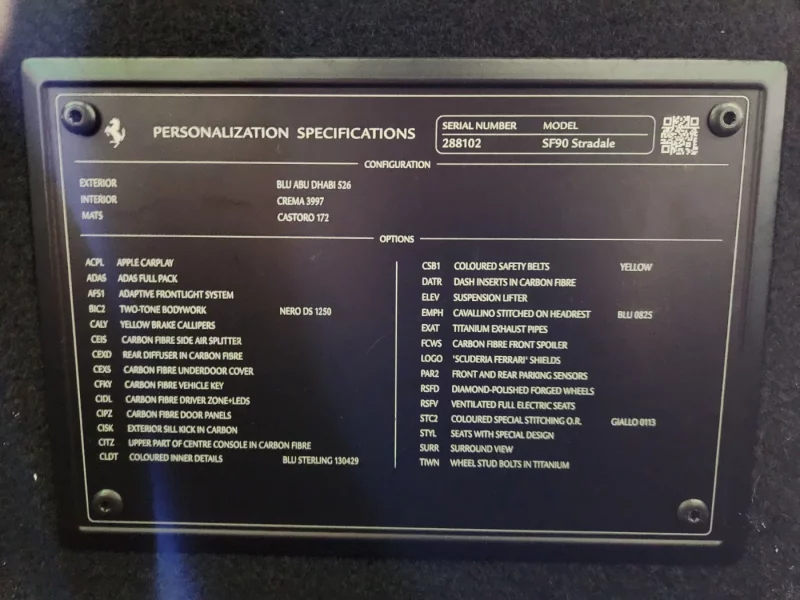 PERSONALIZATION SPECIFICATIONS
SERIAL NUMBER MODEL
288102 SF90 Stradale
CONFIGURATION
EXTERIOR BLU ABU DHABI 526
INTERIOR CREMA 3997
MATS CASTORO 172
OPTIONS
ACPL APPLE CARPLAY
ADAS ADAS FULL PACK
AFS1 ADAPTIVE FRONTLIGHT SYSTEM
BIC2 TWO-TONE BODYWORK NERO DS 1250
CALY YELLOW BRAKE CALLIPERS
CEIS CARBON FIBRE SIDE AIR SPLITTER
CEXD REAR DIFFUSER IN CARBON FIBRE
CEXS CARBON FIBRE UNDERDOOR COVER
CFKY CARBON FIBRE VEHICLE KEY
CIDL CARBON FIBRE DRIVER ZONE+LEDS
CIPZ CARBON FIBRE DOOR PANELS
CISK EXTERIOR SILL KICK IN CARBON
CITZ UPPER PART OF CENTRE CONSOLE IN CARBON FIBRE
CLDT COLOURED INNER DETAILS BLU STERLING 130429
CSB1 COLOURED SAFETY BELTS YELLOW
DATR DASH INSERTS IN CARBON FIBRE
ELEV SUSPENSION LIFTER
EMPH CAVALLINO STITCHED ON HEADREST BLU 0825
EXAT TITANIUM EXHAUST PIPES
FCWS CARBON FIBRE FRONT SPOILER
LOGO 'SCUDERIA FERRARI' SHIELDS
PAR2 FRONT AND REAR PARKING SENSORS
RSFD DIAMOND-POLISHED FORGED WHEELS
RSFV VENTILATED FULL ELECTRIC SEATS
STC2 COLOURED SPECIAL STITCHING O.R. GIALLO 0113
STYL SEATS WITH SPECIAL DESIGN
SURR SURROUND VIEW
TIWN WHEEL STUD BOLTS IN TITANIUM